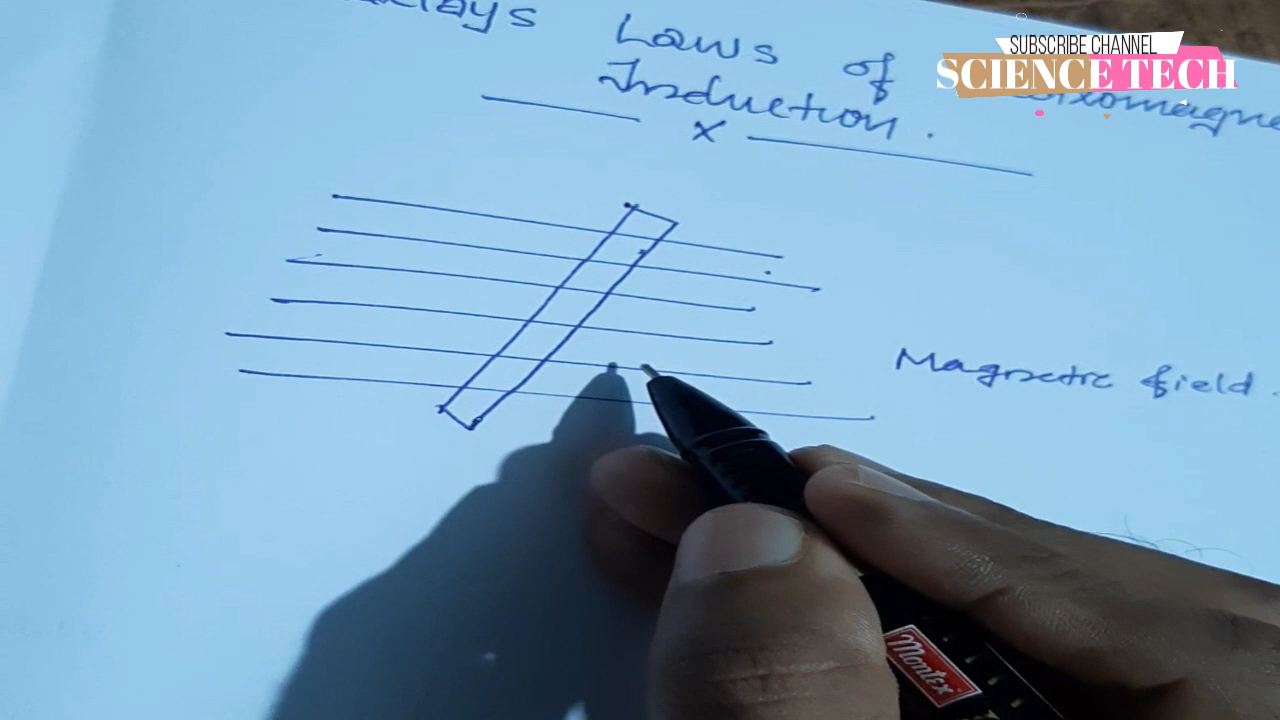 Laws of
Induction.
x
Magnetic field.
SUBSCRIBE CHANNEL
SCIENCE TECH
Montex